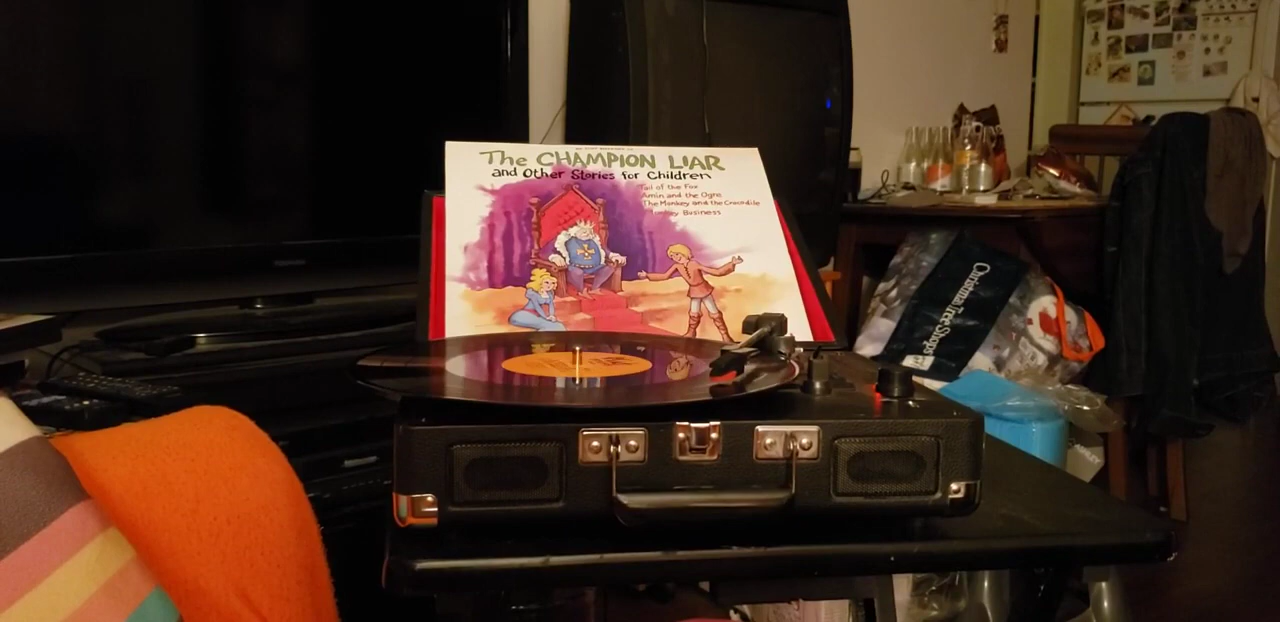 The CHAMPION LIAR
and Other Stories for Children
Tail of the Fox
Amin and the Ogre
The Monkey and the Crocodile
Business
Christmas Tree Shops